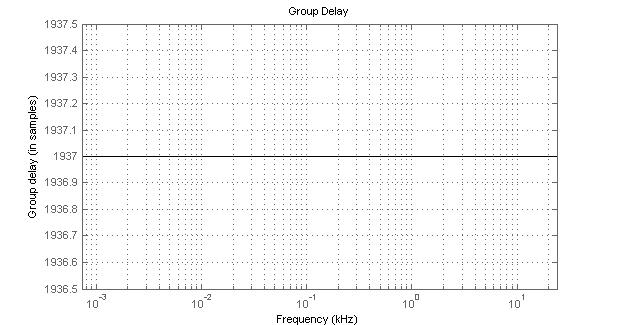 Group Delay
1937.5
1937.4
1937.3
1937.2
1937.1
1937
1936.9
1936.8
1936.7
1936.6
1936.5
Group delay (in samples)
10^-3 10^-2 10^-1 10^0 10^1
Frequency (kHz)